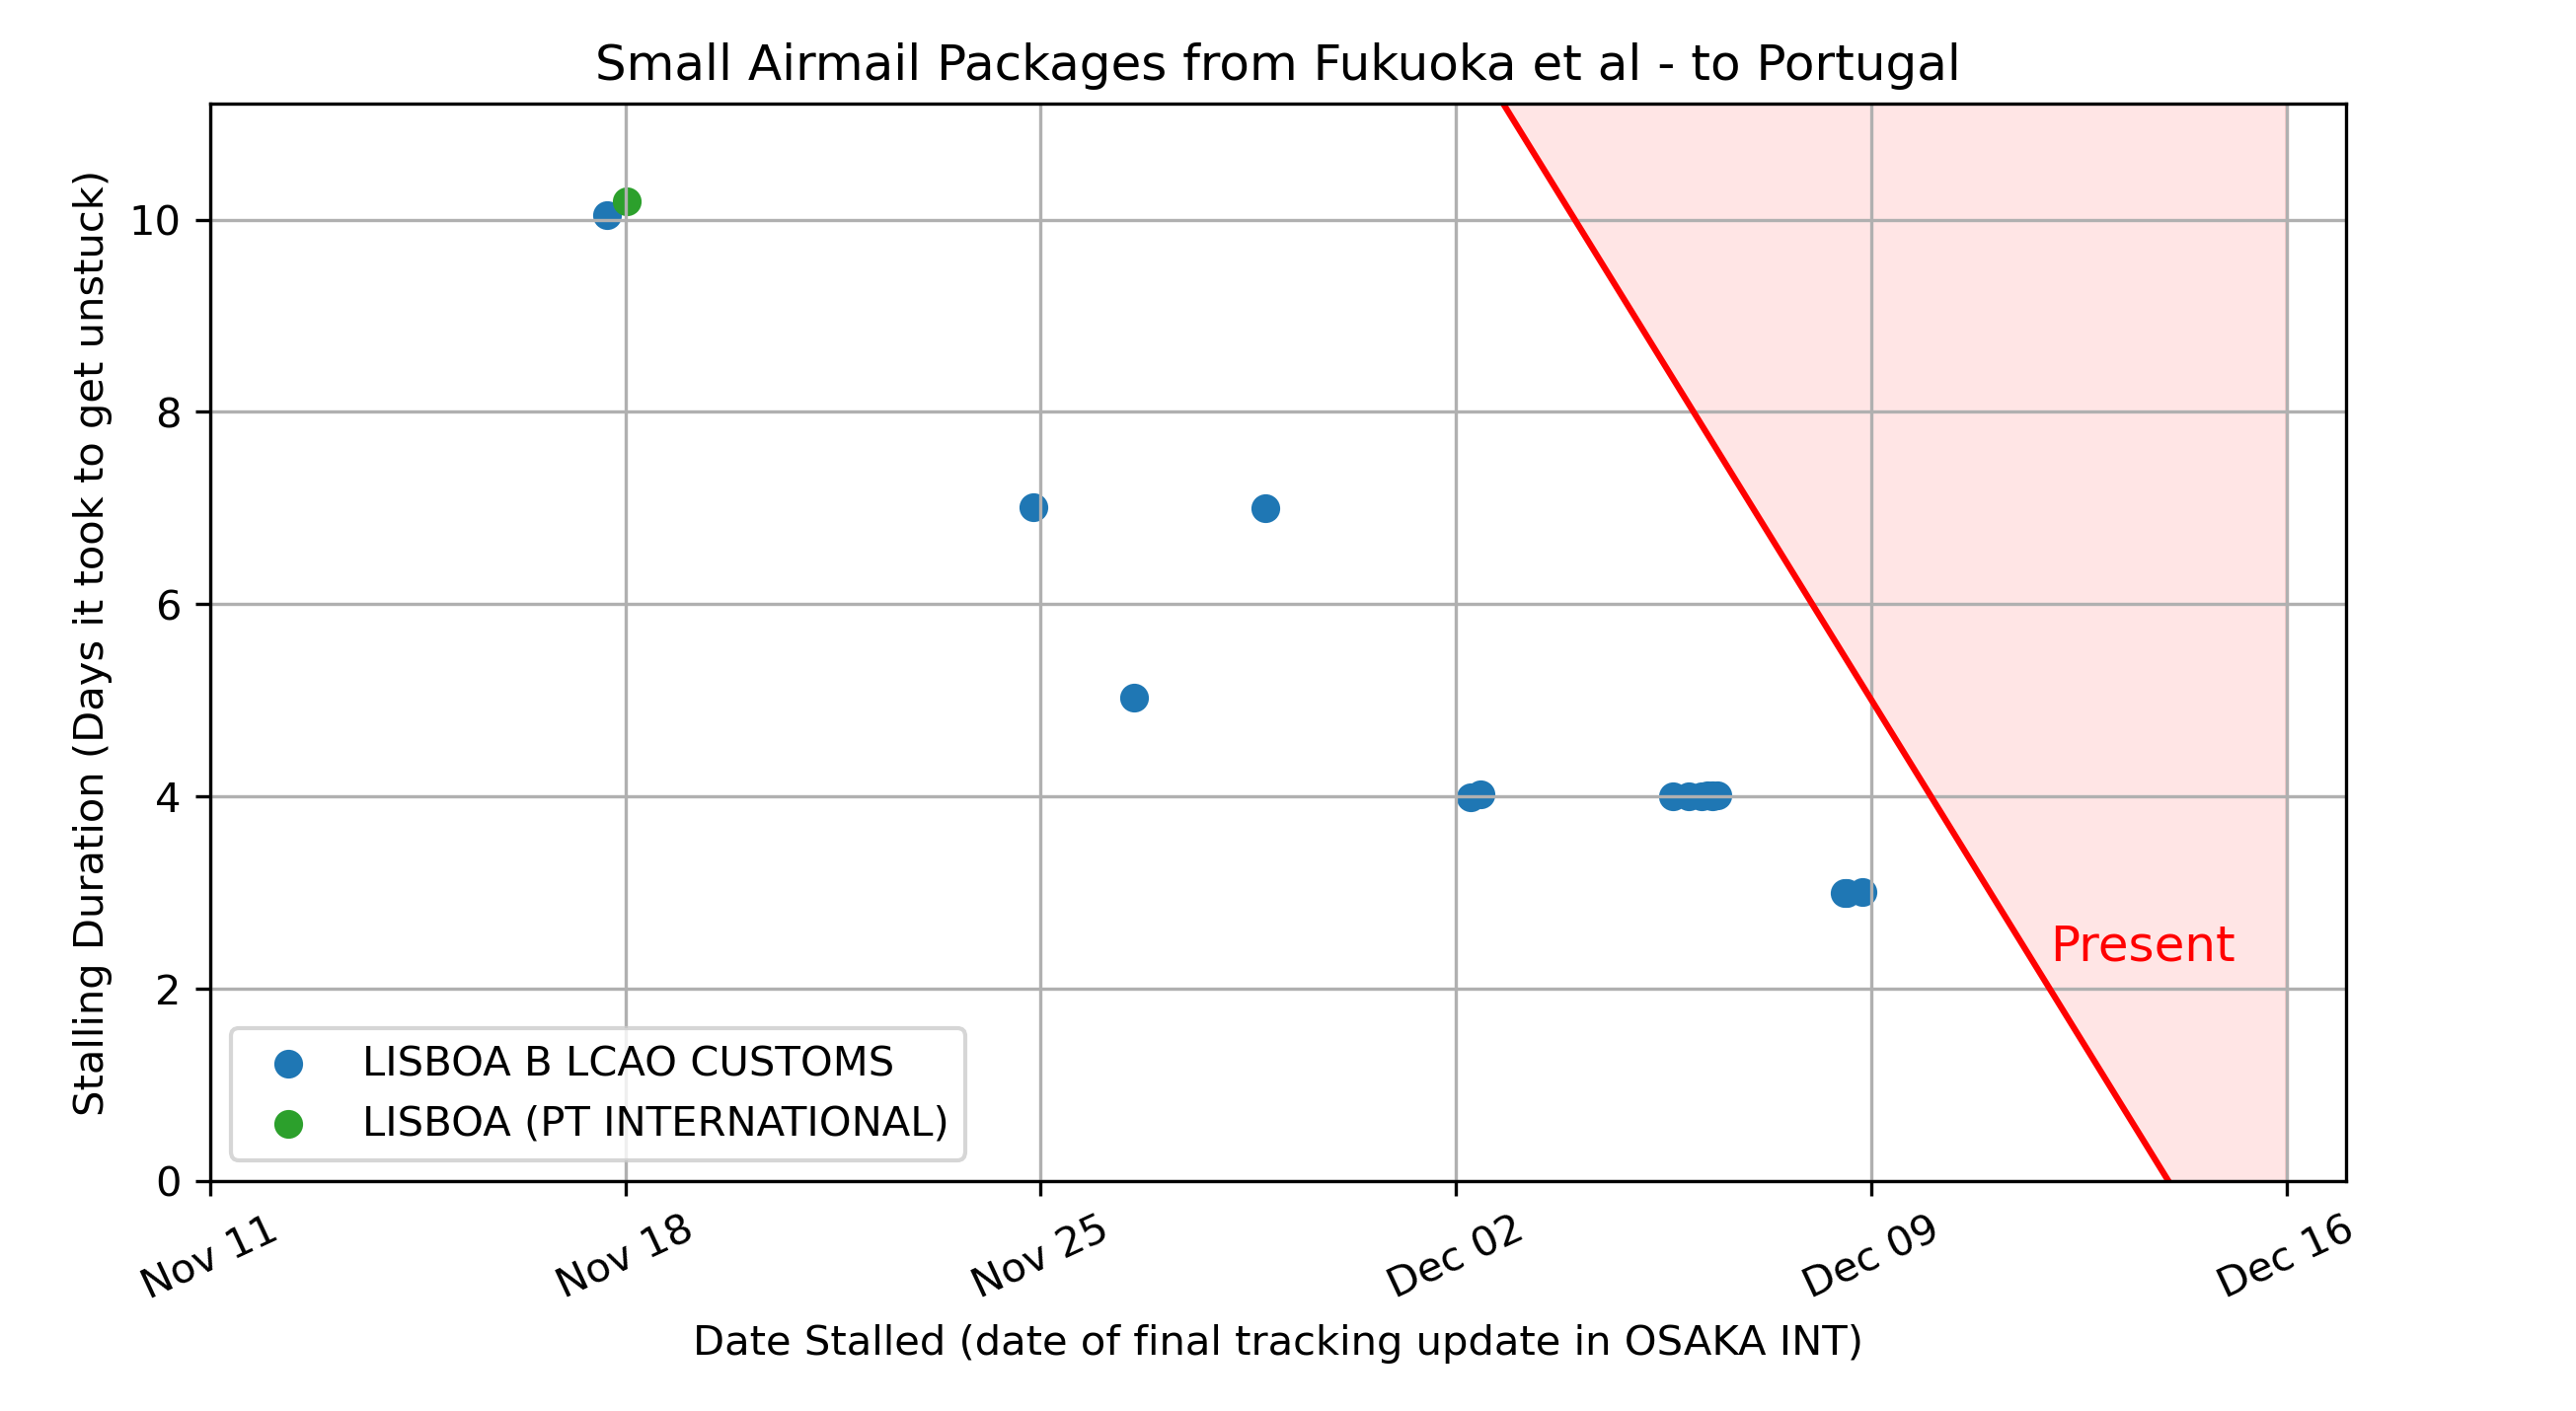 Small Airmail Packages from Fukuoka et al - to Portugal
Stalling Duration (Days it took to get unstuck)
10
8
6
4
2
0
Present
LISBOA B LCAO CUSTOMS
LISBOA (PT INTERNATIONAL)
Nov 11
Nov 18
Nov 25
Dec 02
Dec 09
Dec 16
Date Stalled (date of final tracking update in OSAKA INT)